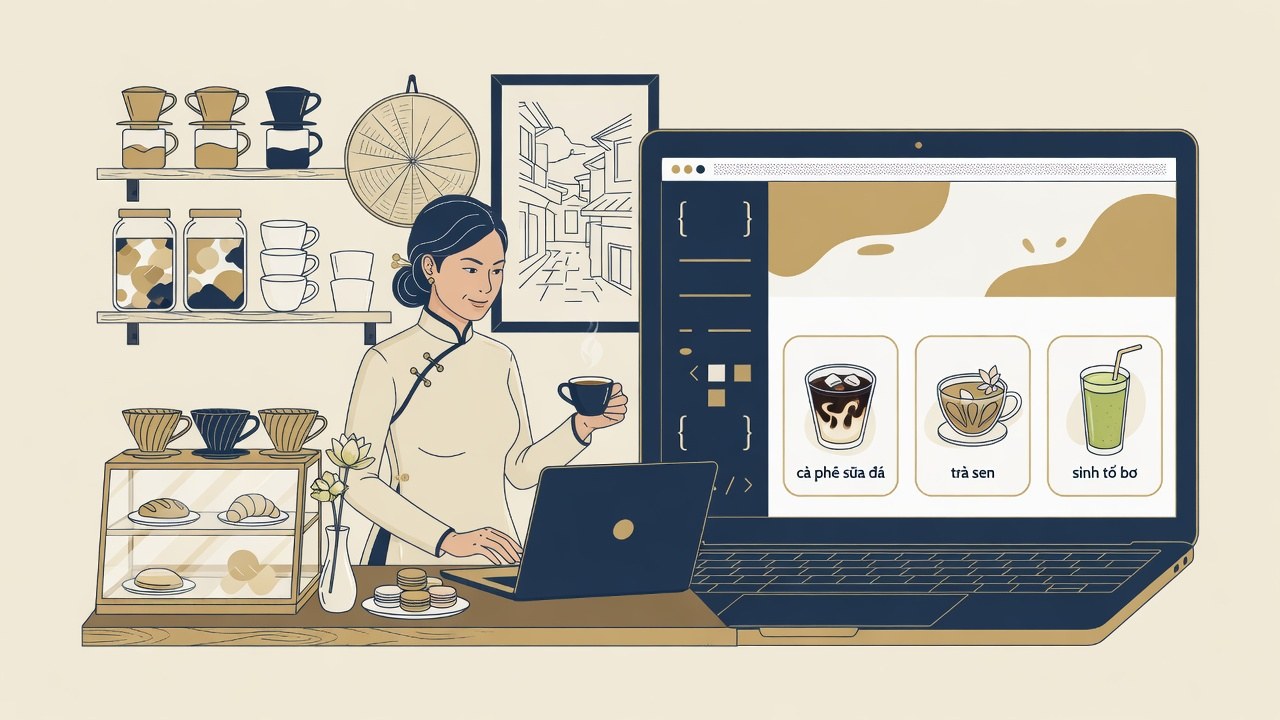 cà phê sữa đá
trà sen
sinh tố bơ